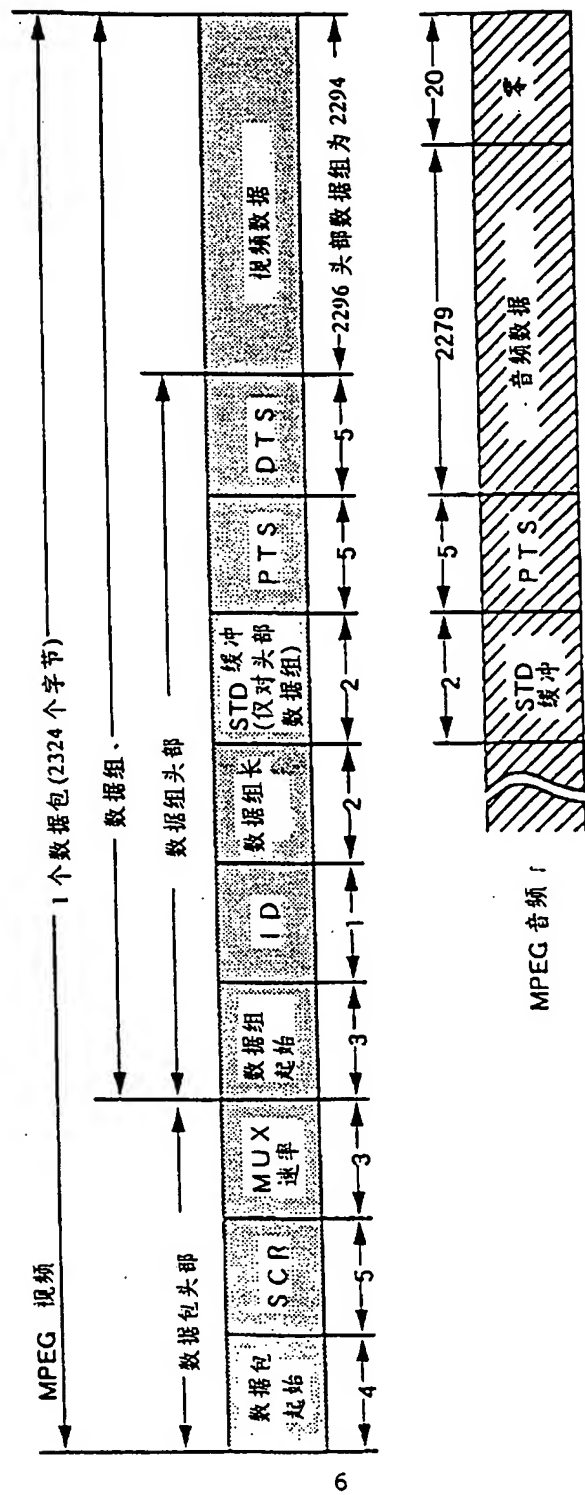 MPEG 视频
1 个数据包(2324 个字节)
数据组、
数据包头部
数据组头部
数据包
起始
SCR
MUX
速率
数据组
起始
ID
数据组长
STD 缓冲
(仅对头部
数据组)
PTS
DTS
视频数据
4
5
3
3
1
2
2
5
5
2296 头部数据组为 2294
MPEG 音频
STD
缓冲
PTS
音频数据
零
2
5
2279
20
6